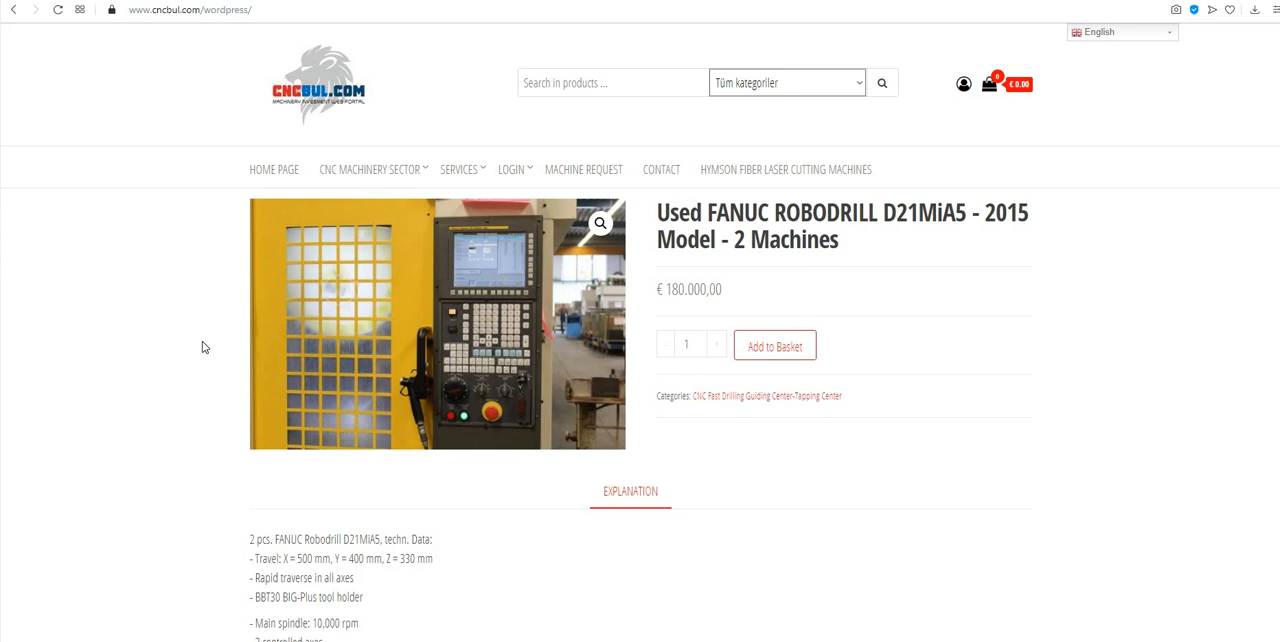 www.cncbul.com/wordpress/
English
CNCBUL.COM
MACHINERY INVESMENT WEB PORTAL
Search in products ...
Tüm kategoriler
0
€ 0.00
HOME PAGE
CNC MACHINERY SECTOR
SERVICES
LOGIN
MACHINE REQUEST
CONTACT
HYMSON FIBER LASER CUTTING MACHINES
Used FANUC ROBODRILL D21MiA5 - 2015
Model - 2 Machines
€ 180.000,00
- 1 +
Add to Basket
Categories: CNC Fast Drilling Guiding Center-Tapping Center
EXPLANATION
2 pcs. FANUC Robodrill D21MiA5, techn. Data:
- Travel: X = 500 mm, Y = 400 mm, Z = 330 mm
- Rapid traverse in all axes
- BBT30 BIG-Plus tool holder
- Main spindle: 10,000 rpm
- 3 controlled axes